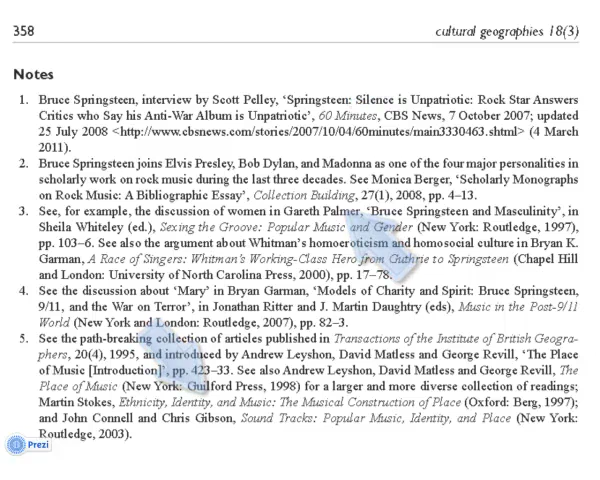 358
cultural geographies 18(3)
Notes
1. Bruce Springsteen, interview by Scott Pelley, ‘Springsteen: Silence is Unpatriotic: Rock Star Answers
Critics who Say his Anti-War Album is Unpatriotic’, 60 Minutes, CBS News, 7 October 2007; updated
25 July 2008 <http://www.cbsnews.com/stories/2007/10/04/60minutes/main3330463.shtml> (4 March
2011).
2. Bruce Springsteen joins Elvis Presley, Bob Dylan, and Madonna as one of the four major personalities in
scholarly work on rock music during the last three decades. See Monica Berger, ‘Scholarly Monographs
on Rock Music: A Bibliographic Essay’, Collection Building, 27(1), 2008, pp. 4–13.
3. See, for example, the discussion of women in Gareth Palmer, ‘Bruce Springsteen and Masculinity’, in
Sheila Whiteley (ed.), Sexing the Groove: Popular Music and Gender (New York: Routledge, 1997),
pp. 103–6. See also the argument about Whitman’s homoeroticism and homosocial culture in Bryan K.
Garman, A Race of Singers: Whitman’s Working-Class Hero from Guthrie to Springsteen (Chapel Hill
and London: University of North Carolina Press, 2000), pp. 17–78.
4. See the discussion about ‘Mary’ in Bryan Garman, ‘Models of Charity and Spirit: Bruce Springsteen,
9/11, and the War on Terror’, in Jonathan Ritter and J. Martin Daughtry (eds), Music in the Post-9/11
World (New York and London: Routledge, 2007), pp. 82–3.
5. See the path-breaking collection of articles published in Transactions of the Institute of British Geogra-
phers, 20(4), 1995, and introduced by Andrew Leyshon, David Matless and George Revill, ‘The Place
of Music [Introduction]’, pp. 423–33. See also Andrew Leyshon, David Matless and George Revill, The
Place of Music (New York: Guilford Press, 1998) for a larger and more diverse collection of readings;
Martin Stokes, Ethnicity, Identity, and Music: The Musical Construction of Place (Oxford: Berg, 1997);
and John Connell and Chris Gibson, Sound Tracks: Popular Music, Identity, and Place (New York:
Routledge, 2003).
Prezi